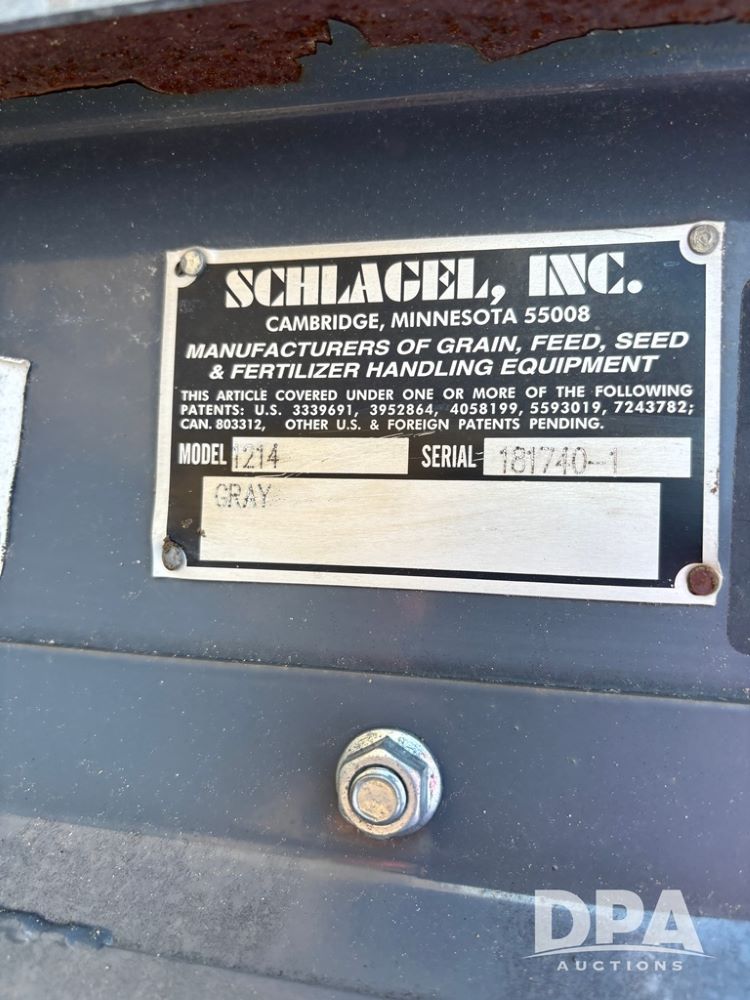 SCHLAGEL, INC.
CAMBRIDGE, MINNESOTA 55008
MANUFACTURERS OF GRAIN, FEED, SEED
& FERTILIZER HANDLING EQUIPMENT
THIS ARTICLE COVERED UNDER ONE OR MORE OF THE FOLLOWING
PATENTS: U.S. 3339691, 3952864, 4058199, 5593019, 7243782;
CAN. 803312, OTHER U.S. & FOREIGN PATENTS PENDING.
MODEL 1214 SERIAL 181740-1
GRAY
DPA
AUCTIONS